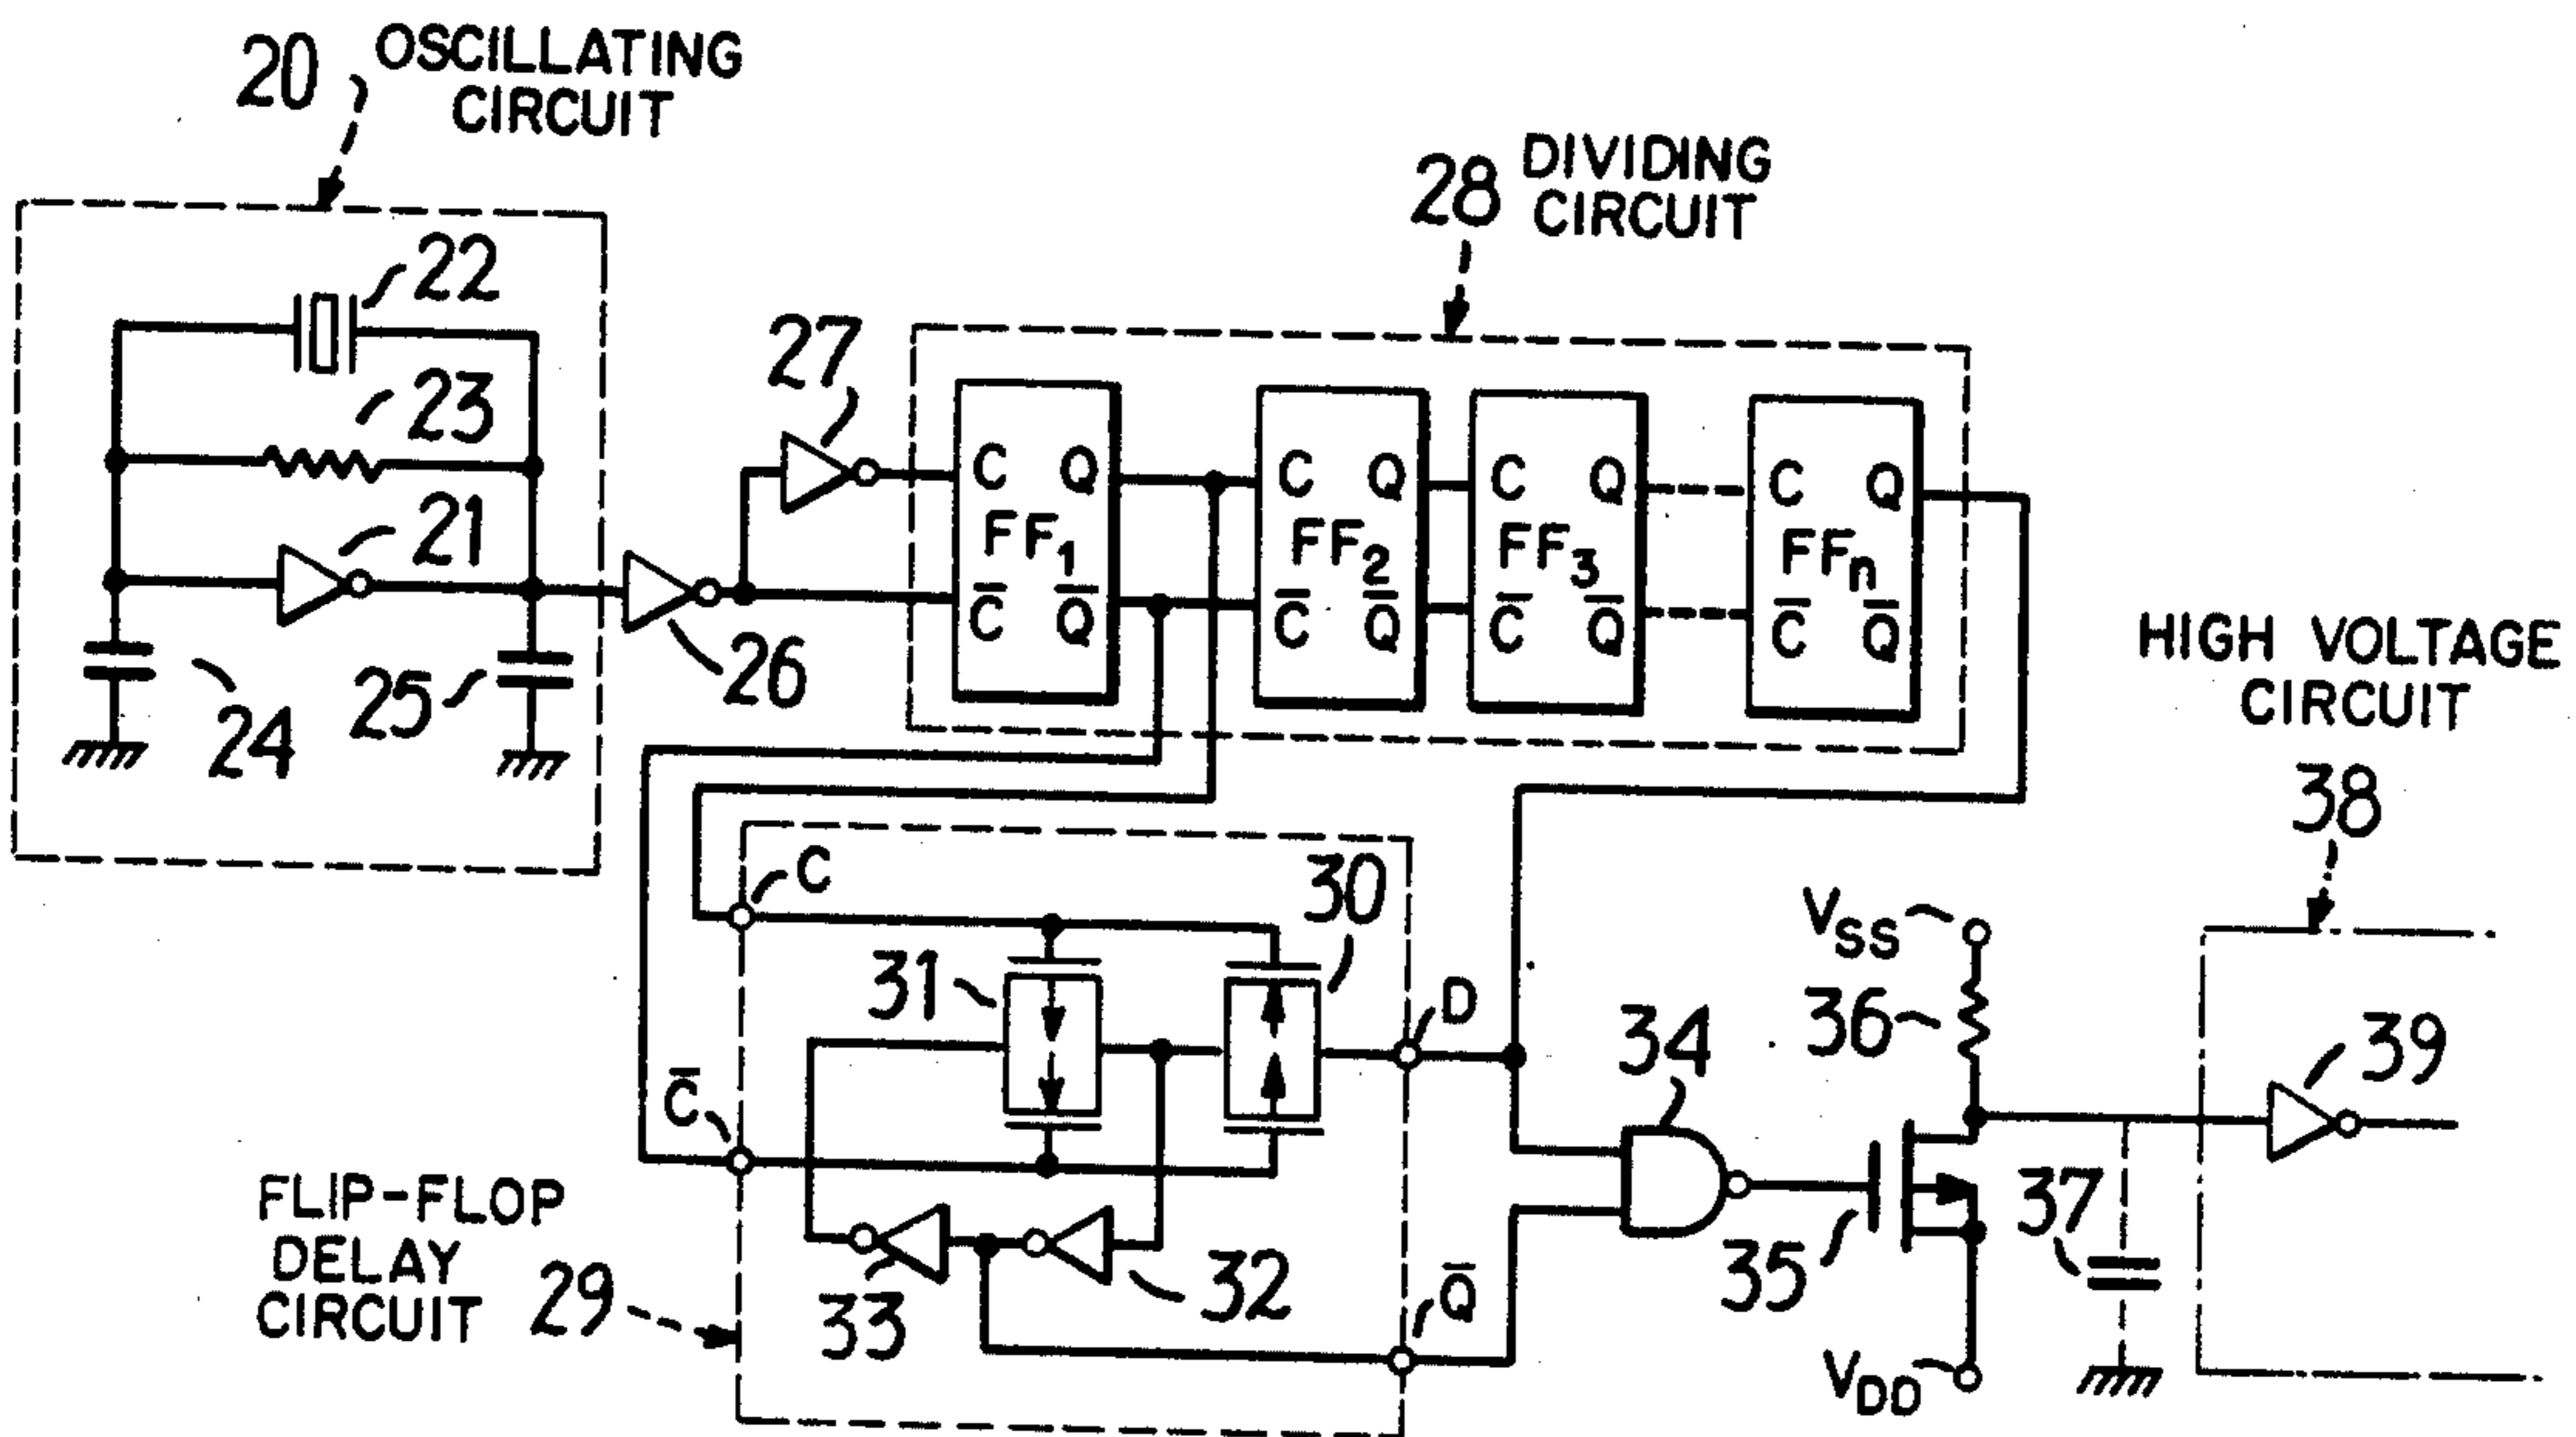 20 OSCILLATING
CIRCUIT
28 DIVIDING
CIRCUIT
22
23
21
24
25
27
26
C Q
FF1
C̅ Q̅
C Q
FF2
C̅ Q̅
C Q
FF3
C̅ Q̅
C Q
FFn
C̅ Q̅
HIGH VOLTAGE
CIRCUIT
38
C
30
31
D
C̅
34
VSS
36
39
35
37
FLIP-FLOP
DELAY
CIRCUIT 29
33
32
Q̅
VDD